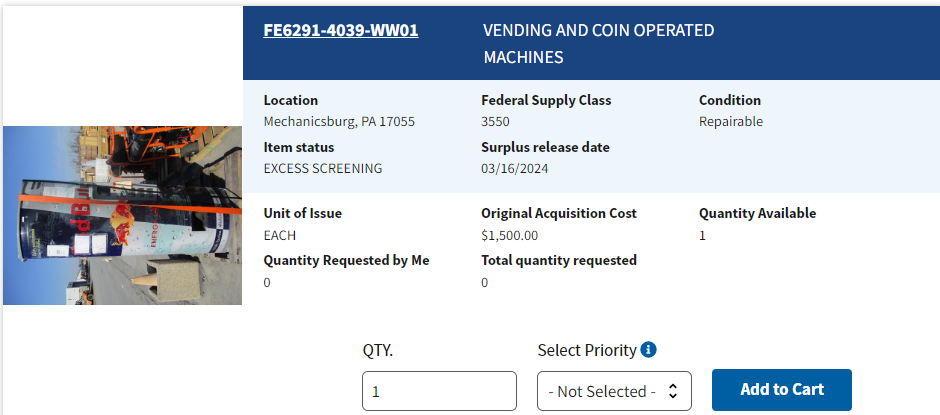 FE6291-4039-WW01
VENDING AND COIN OPERATED
MACHINES
Location
Mechanicsburg, PA 17055
Federal Supply Class
3550
Condition
Repairable
Item status
EXCESS SCREENING
Surplus release date
03/16/2024
Unit of Issue
EACH
Original Acquisition Cost
$1,500.00
Quantity Available
1
Quantity Requested by Me
0
Total quantity requested
0
QTY.
1
Select Priority i
- Not Selected -
Add to Cart
dBull